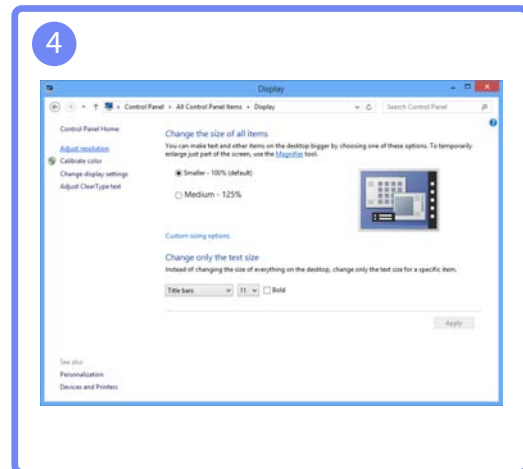 4
Display
Control Panel › All Control Panel Items › Display
Search Control Panel
Control Panel Home
Adjust resolution
Calibrate color
Change display settings
Adjust ClearType text
Change the size of all items
You can make text and other items on the desktop bigger by choosing one of these options. To temporarily
enlarge just part of the screen, use the Magnifier tool.
Smaller - 100% (default)
Medium - 125%
Custom sizing options
Change only the text size
Instead of changing the size of everything on the desktop, change only the text size for a specific item.
Title bars 11 Bold
Apply
See also
Personalization
Devices and Printers